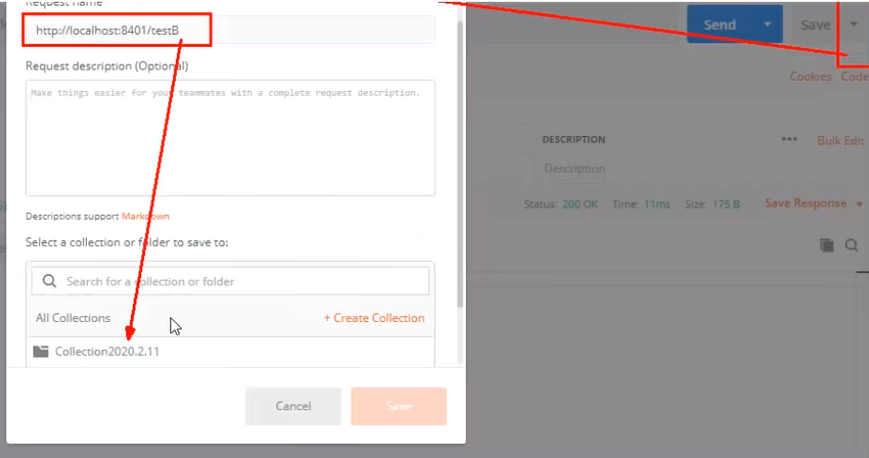 Request name
http://localhost:8401/testB
Request description (Optional)
Make things easier for your teammates with a complete request description.
Descriptions support Markdown
Select a collection or folder to save to:
Search for a collection or folder
All Collections
+ Create Collection
Collection2020.2.11
Cancel
Save
Send
Save
Cookies Code
DESCRIPTION
••• Bulk Edit
Description
Status: 200 OK Time: 11ms Size: 175 B Save Response